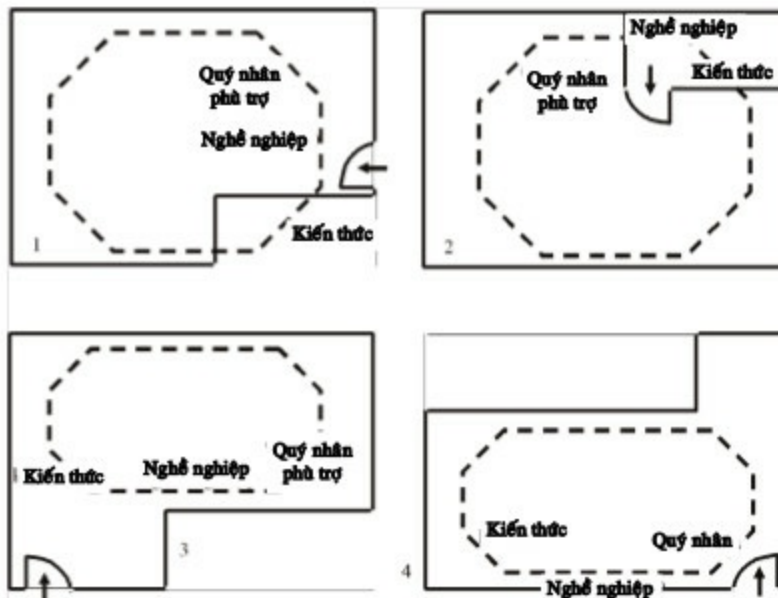 Quý nhân
phù trợ
Nghề nghiệp
Kiến thức
1
Nghề nghiệp
Quý nhân
phù trợ
Kiến thức
2
Kiến thức
Nghề nghiệp
Quý nhân
phù trợ
3
Kiến thức
Quý nhân
Nghề nghiệp
4